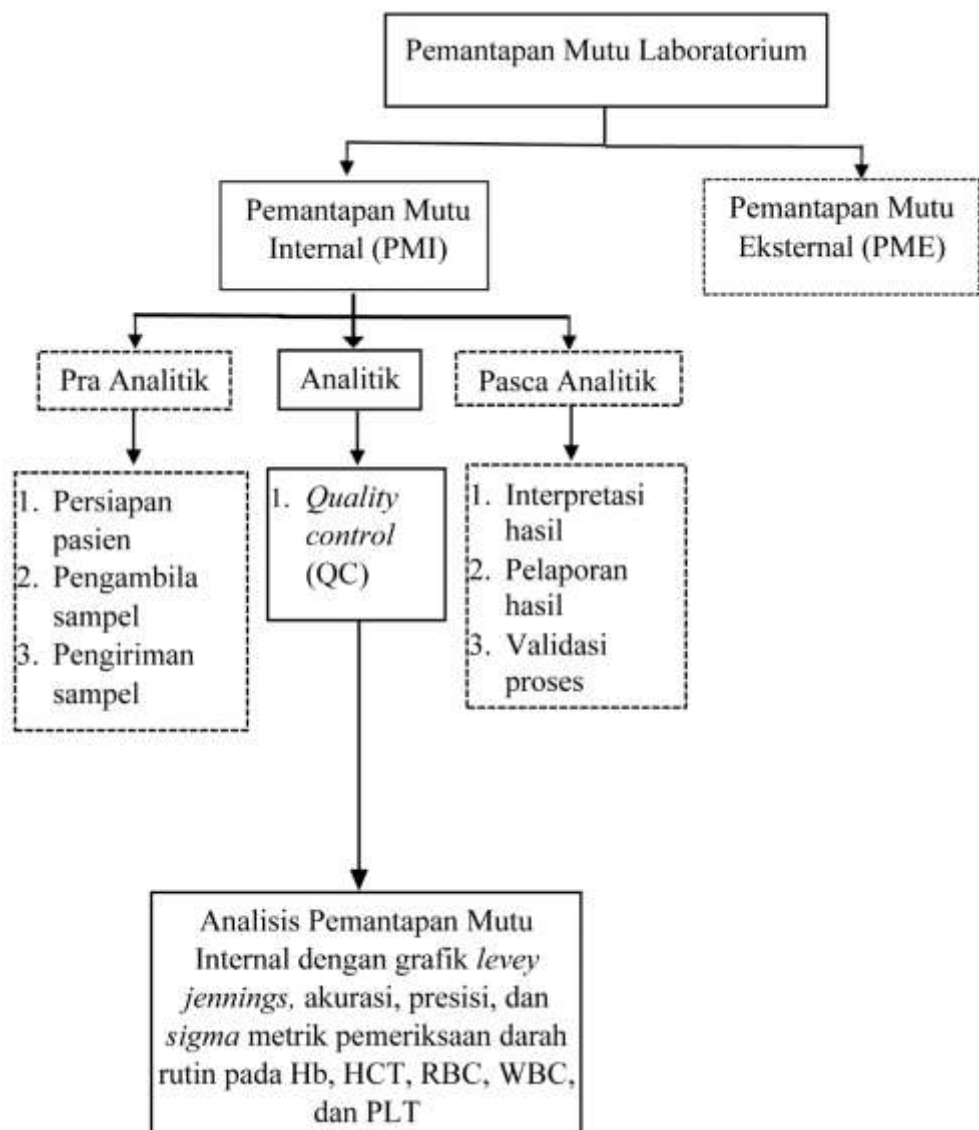 Pemantapan Mutu Laboratorium
Pemantapan Mutu
Internal (PMI)
Pemantapan Mutu
Eksternal (PME)
Pra Analitik
Analitik
Pasca Analitik
1. Persiapan
pasien
2. Pengambila
sampel
3. Pengiriman
sampel
1. Quality
control
(QC)
1. Interpretasi
hasil
2. Pelaporan
hasil
3. Validasi
proses
Analisis Pemantapan Mutu
Internal dengan grafik levey
jennings, akurasi, presisi, dan
sigma metrik pemeriksaan darah
rutin pada Hb, HCT, RBC, WBC,
dan PLT